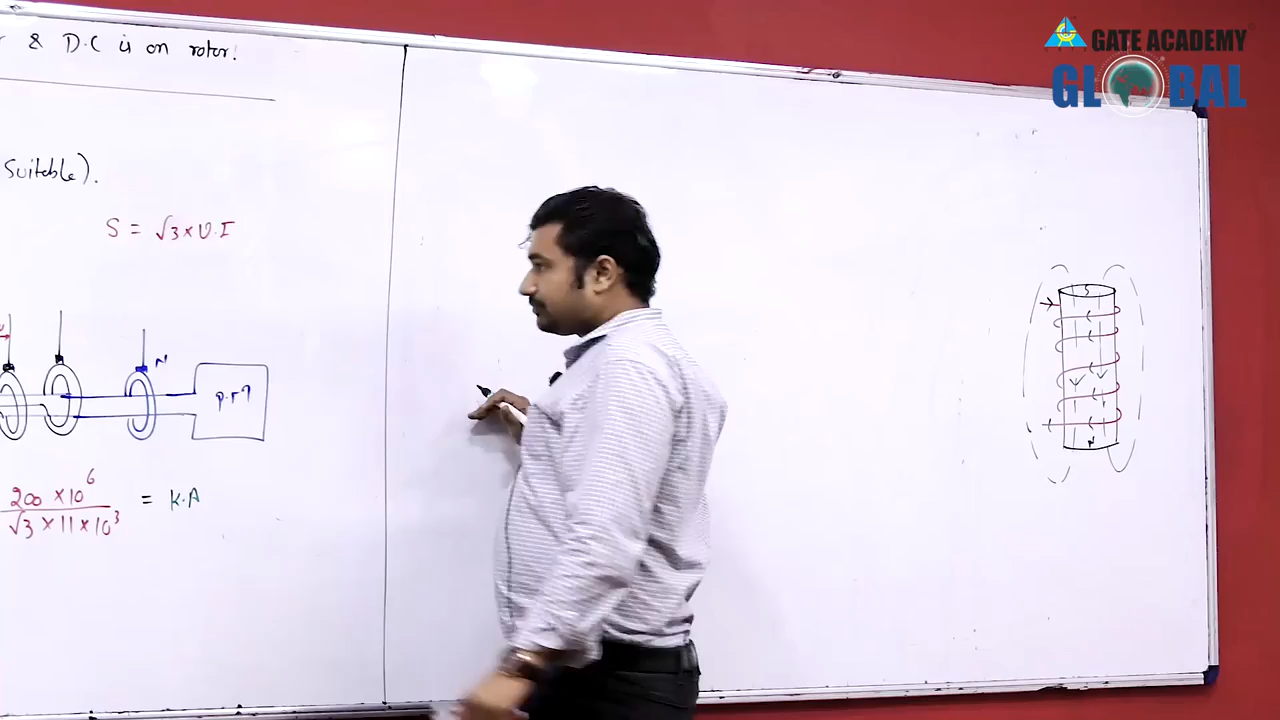 & D.C is on rotor!
Suitable).
S = √3 × V.I
N
200 × 10^6 / √3 × 11 × 10^3 = K.A
S
N
GATE ACADEMY
GLOBAL